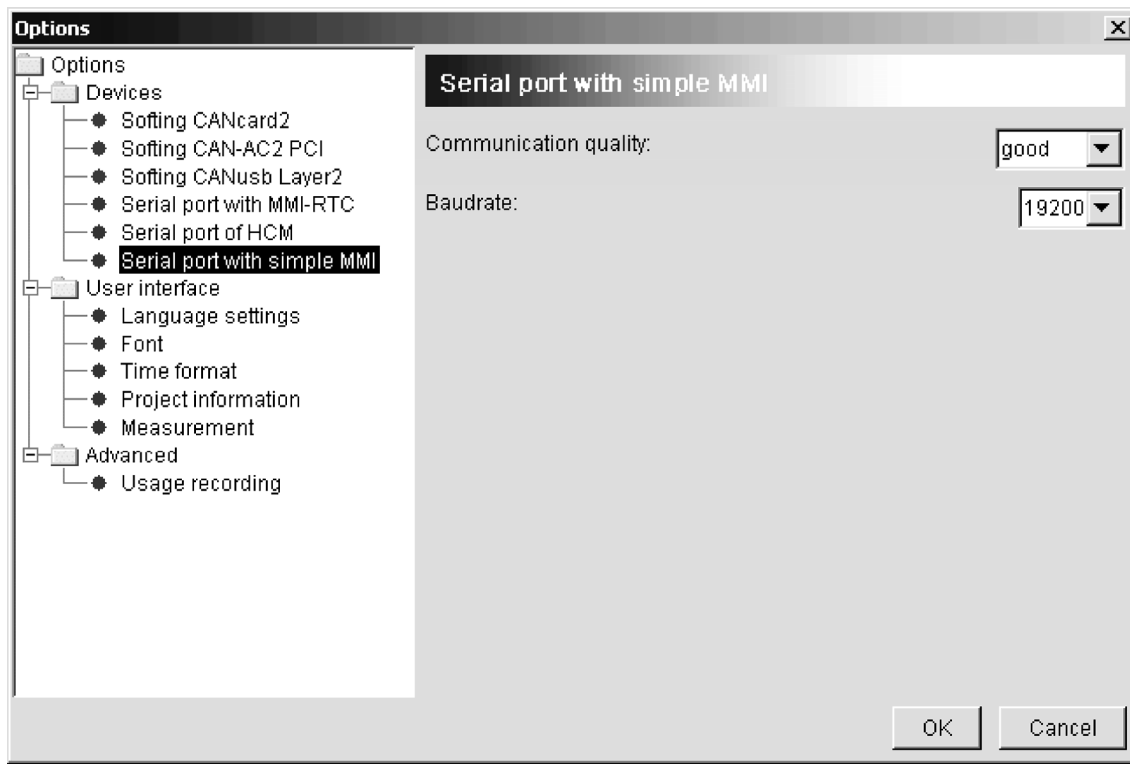 Options
Options
Devices
Softing CANcard2
Softing CAN-AC2 PCI
Softing CANusb Layer2
Serial port with MMI-RTC
Serial port of HCM
Serial port with simple MMI
User interface
Language settings
Font
Time format
Project information
Measurement
Advanced
Usage recording
Serial port with simple MMI
Communication quality: good
Baudrate: 19200
OK Cancel